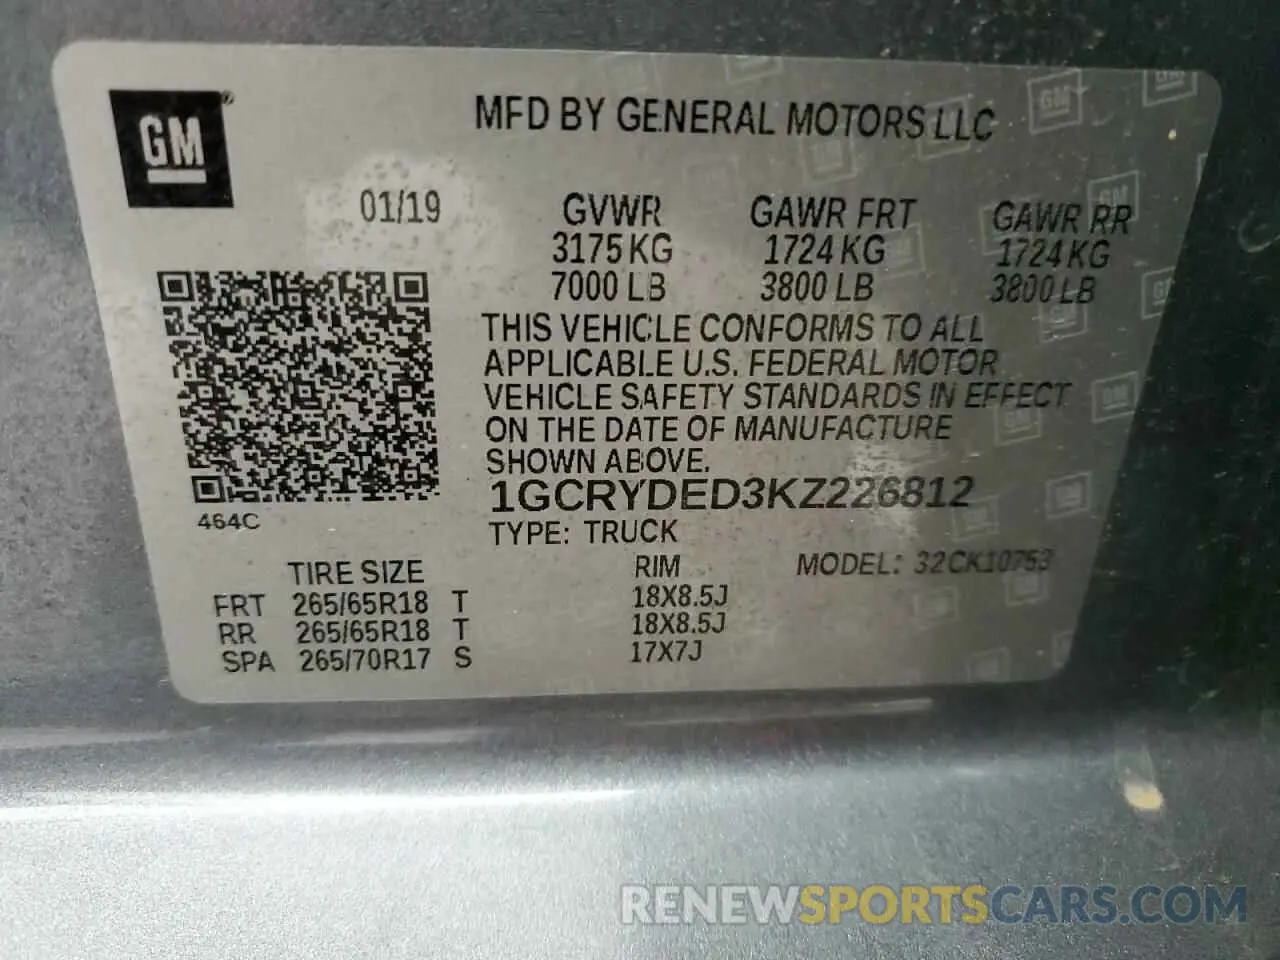 GM®
MFD BY GENERAL MOTORS LLC
01/19
GVWR GAWR FRT GAWR RR
3175 KG 1724 KG 1724 KG
7000 LB 3800 LB 3800 LB
THIS VEHICLE CONFORMS TO ALL
APPLICABLE U.S. FEDERAL MOTOR
VEHICLE SAFETY STANDARDS IN EFFECT
ON THE DATE OF MANUFACTURE
SHOWN ABOVE.
1GCRYDED3KZ226812
464C
TYPE: TRUCK
TIRE SIZE RIM MODEL: 32CK10753
FRT 265/65R18 T 18X8.5J
RR 265/65R18 T 18X8.5J
SPA 265/70R17 S 17X7J
RENEWSPORTSCARS.COM